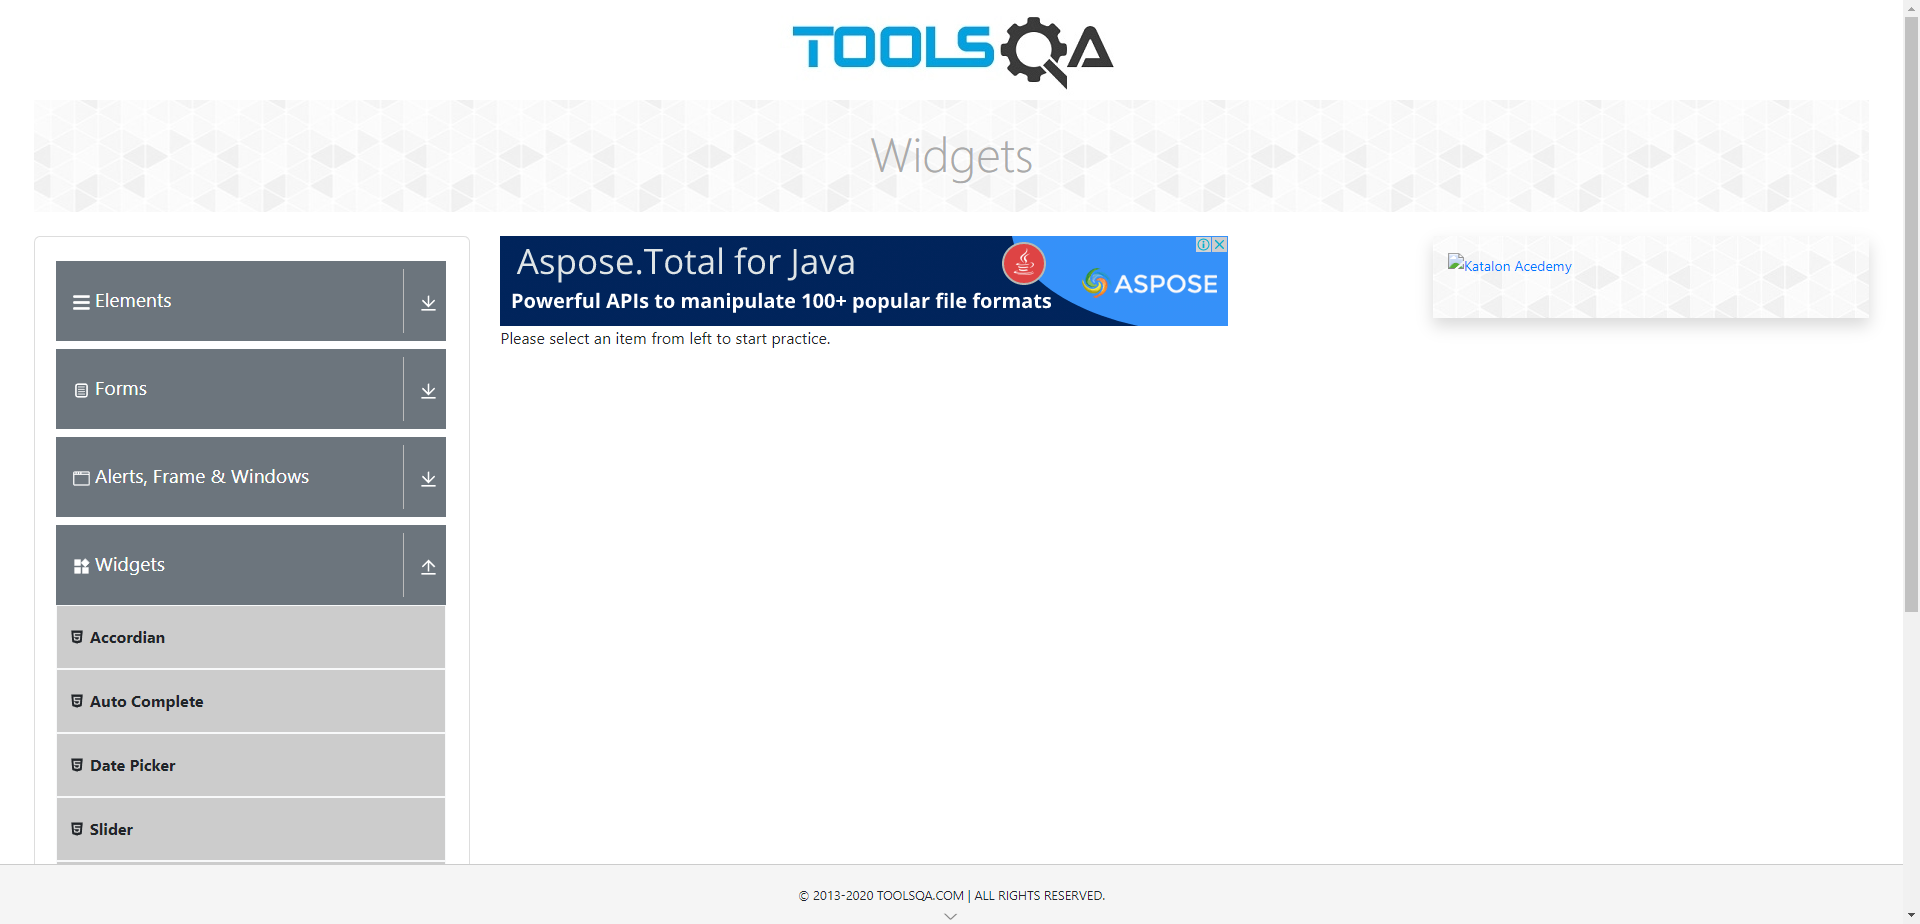 TOOLSQA
Widgets
Elements
Forms
Alerts, Frame & Windows
Widgets
Accordian
Auto Complete
Date Picker
Slider
Aspose.Total for Java
Powerful APIs to manipulate 100+ popular file formats
ASPOSE
Please select an item from left to start practice.
Katalon Acedemy
© 2013-2020 TOOLSQA.COM | ALL RIGHTS RESERVED.